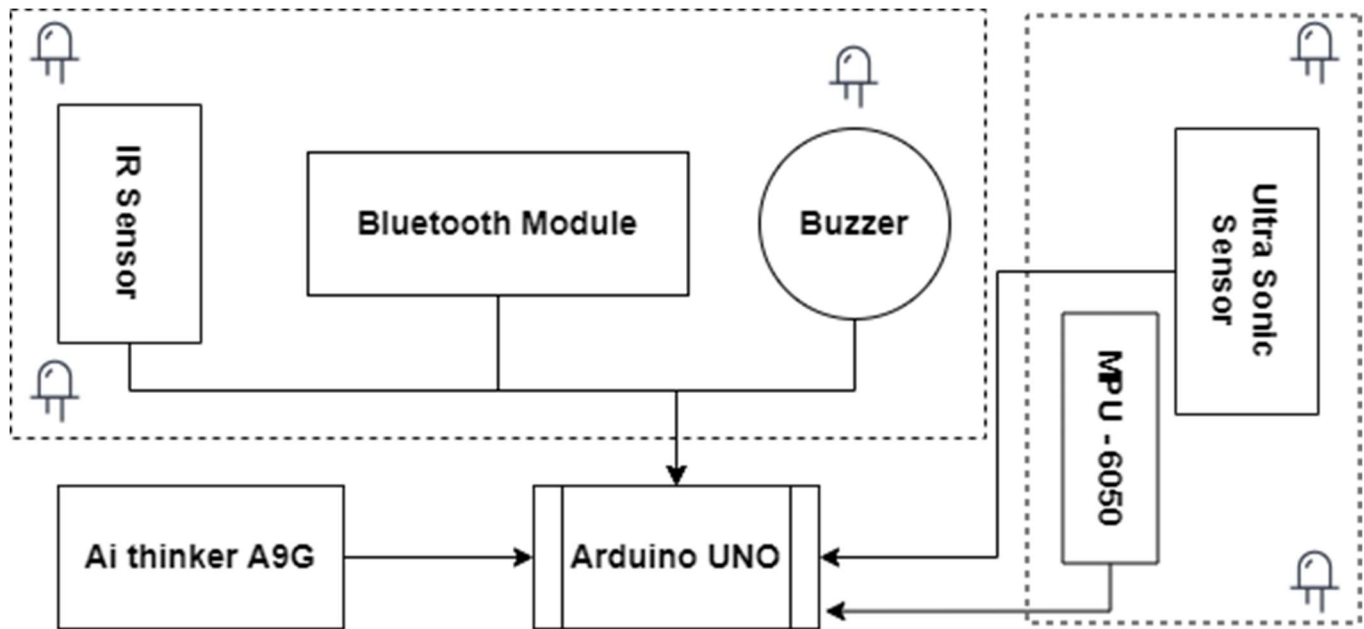 IR Sensor
Bluetooth Module
Buzzer
Ultra Sonic
Sensor
MPU -6050
Ai thinker A9G
Arduino UNO